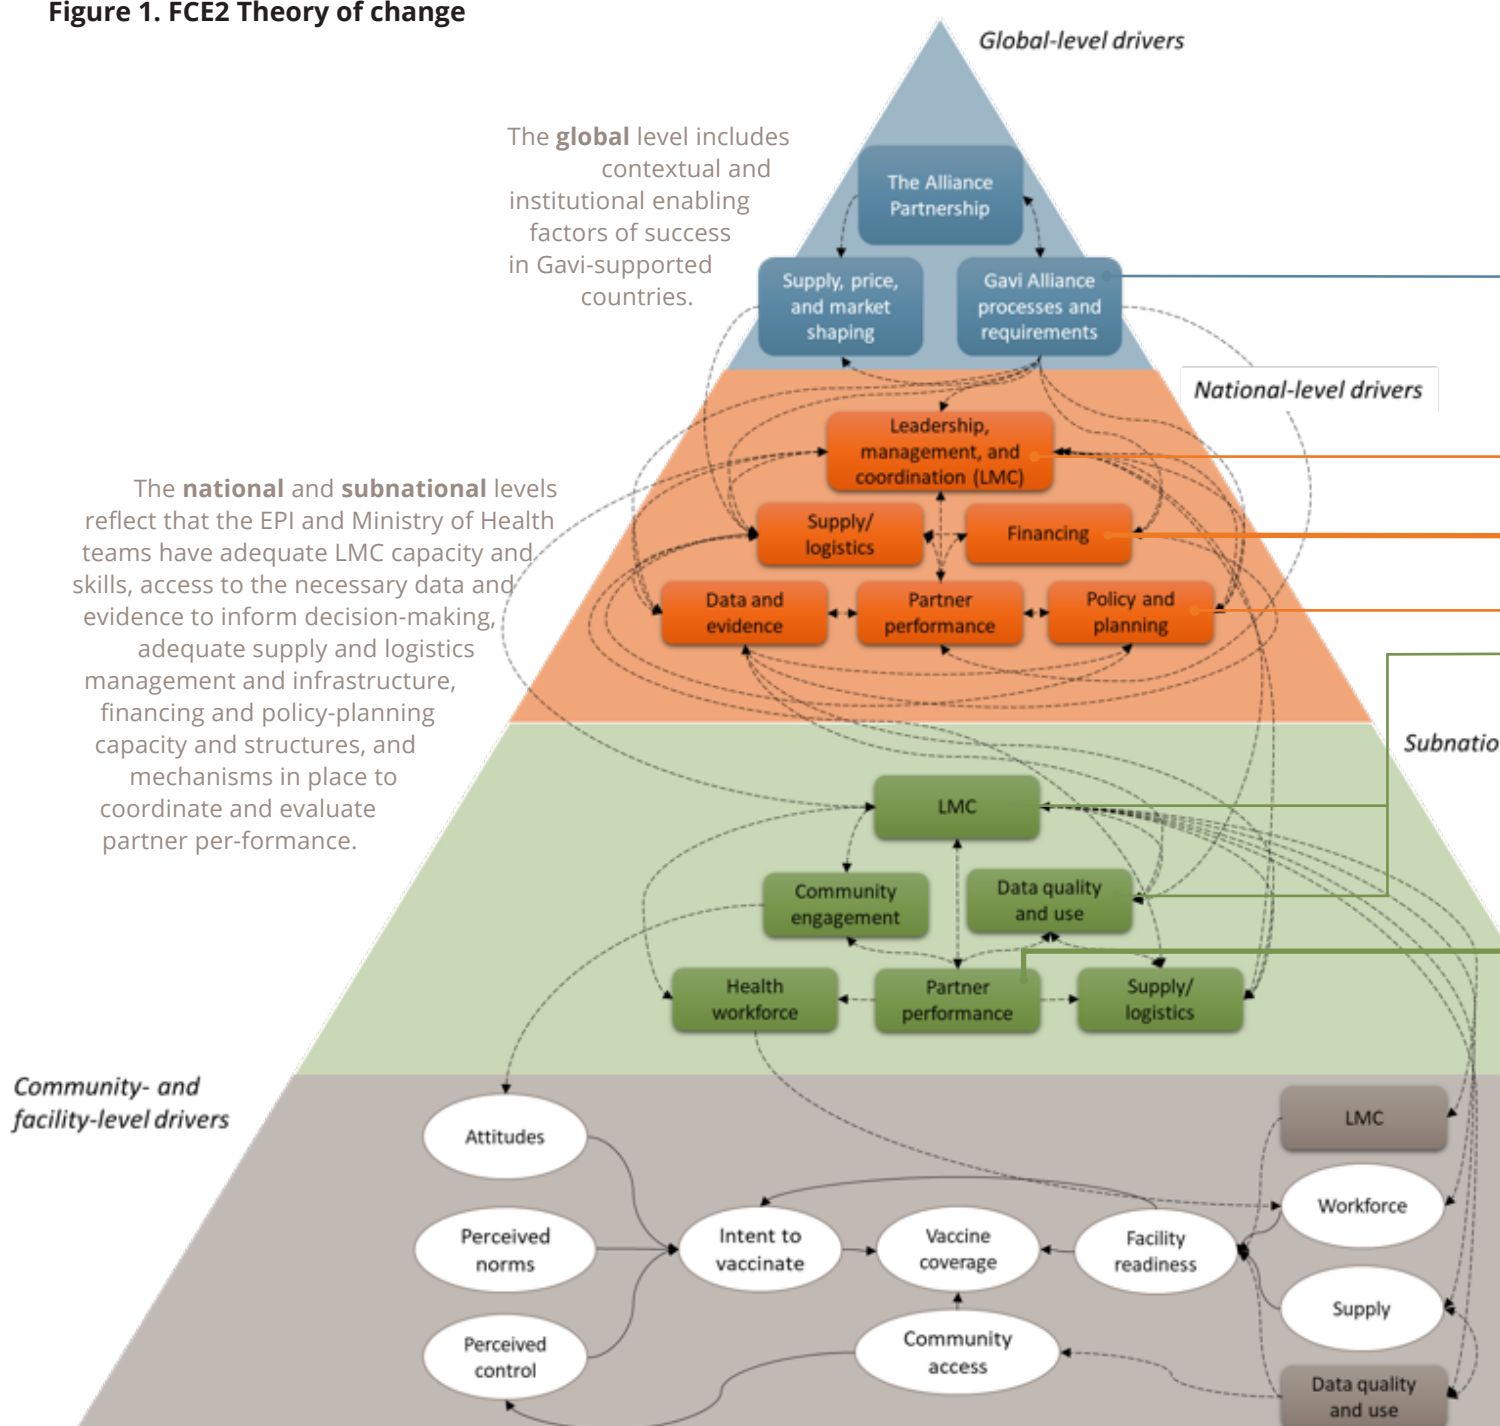 Figure 1. FCE2 Theory of change
Global-level drivers
The global level includes
contextual and
institutional enabling
factors of success
in Gavi-supported
countries.
The Alliance
Partnership
Supply, price,
and market
shaping
Gavi Alliance
processes and
requirements
National-level drivers
Leadership,
management, and
coordination (LMC)
The national and subnational levels
reflect that the EPI and Ministry of Health
teams have adequate LMC capacity and
skills, access to the necessary data and
evidence to inform decision-making,
adequate supply and logistics
management and infrastructure,
financing and policy-planning
capacity and structures, and
mechanisms in place to
coordinate and evaluate
partner per-formance.
Supply/
logistics
Financing
Data and
evidence
Partner
performance
Policy and
planning
Subnatio
LMC
Community
engagement
Data quality
and use
Health
workforce
Partner
performance
Supply/
logistics
Community- and
facility-level drivers
Attitudes
LMC
Workforce
Perceived
norms
Intent to
vaccinate
Vaccine
coverage
Facility
readiness
Supply
Perceived
control
Community
access
Data quality
and use